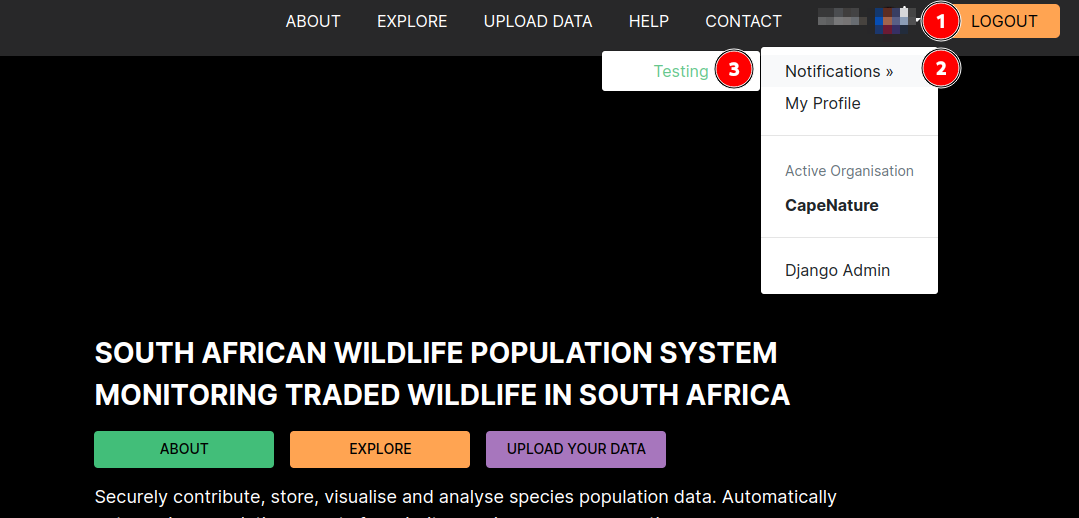 ABOUT EXPLORE UPLOAD DATA HELP CONTACT 1 LOGOUT
Testing 3 Notifications » 2
My Profile
Active Organisation
CapeNature
Django Admin
SOUTH AFRICAN WILDLIFE POPULATION SYSTEM
MONITORING TRADED WILDLIFE IN SOUTH AFRICA
ABOUT EXPLORE UPLOAD YOUR DATA
Securely contribute, store, visualise and analyse species population data. Automatically